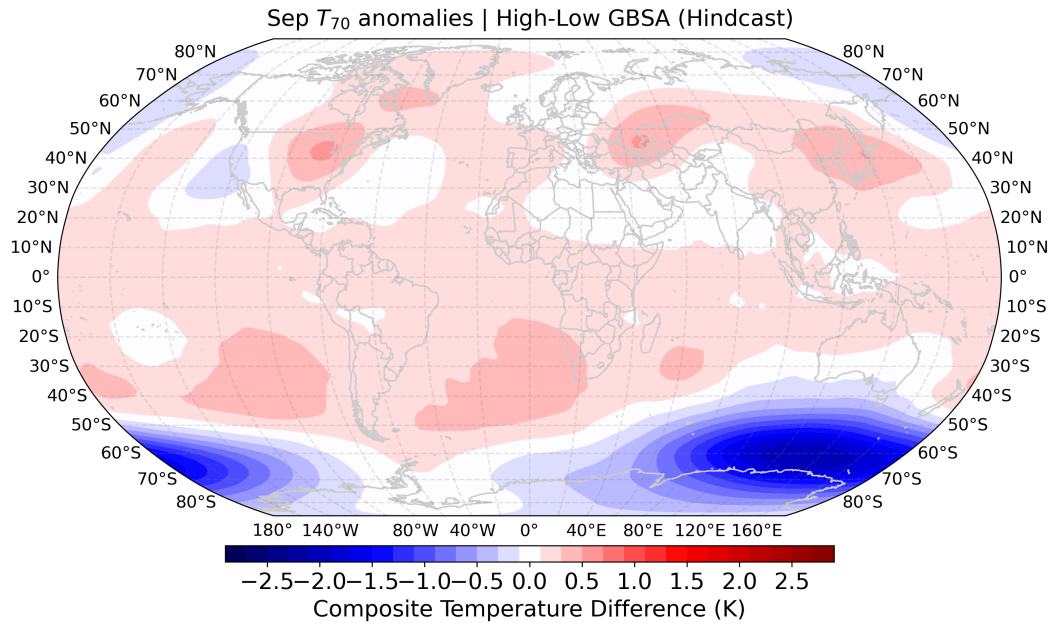 Sep T70 anomalies | High-Low GBSA (Hindcast)
80°N 80°N
70°N 70°N
60°N 60°N
50°N 50°N
40°N 40°N
30°N 30°N
20°N 20°N
10°N 10°N
0° 0°
10°S 10°S
20°S 20°S
30°S 30°S
40°S 40°S
50°S 50°S
60°S 60°S
70°S 70°S
80°S 80°S
180° 140°W 80°W 40°W 0° 40°E 80°E 120°E 160°E
−2.5 −2.0 −1.5 −1.0 −0.5 0.0 0.5 1.0 1.5 2.0 2.5
Composite Temperature Difference (K)